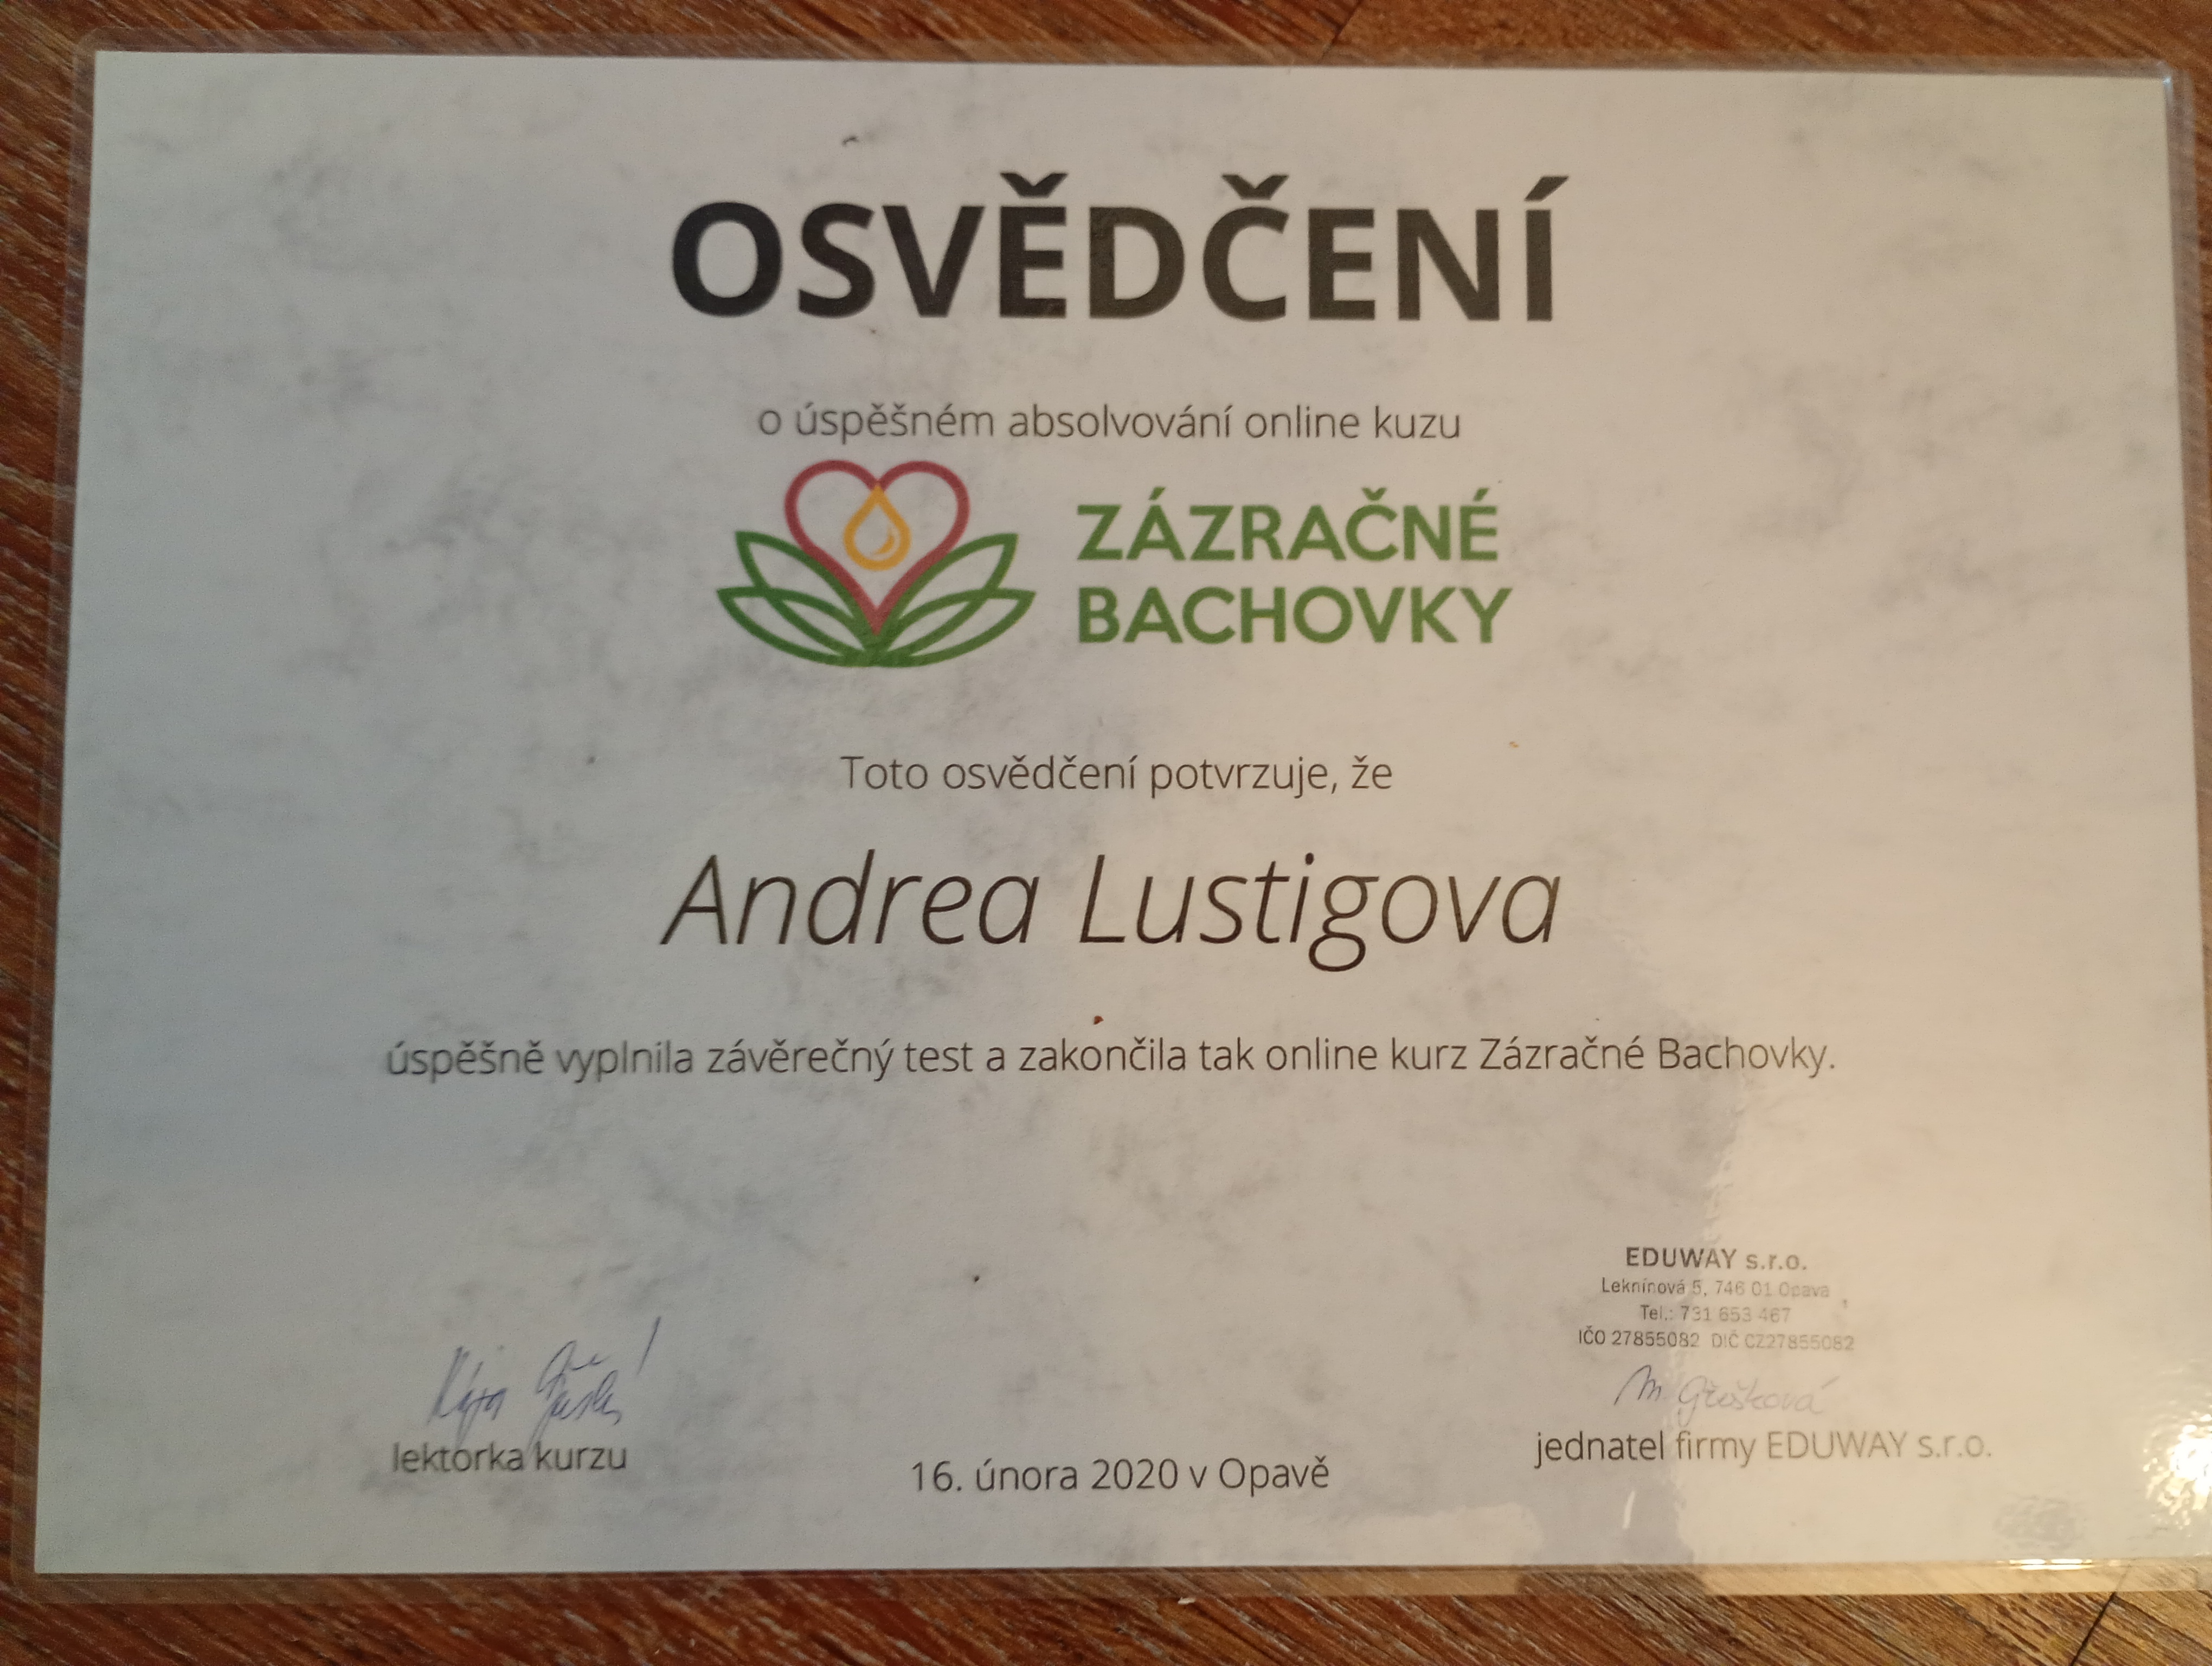 OSVĚDČENÍ
o úspěšném absolvování online kuzu
ZÁZRAČNÉ
BACHOVKY
Toto osvědčení potvrzuje, že
Andrea Lustigova
úspěšně vyplnila závěrečný test a zakončila tak online kurz Zázračné Bachovky.
EDUWAY s.r.o.
Leknínová 5, 746 01 Opava
Tel.: 731 653 467
IČO 27855082 DIČ CZ27855082
M.
lektorka kurzu
jednatel firmy EDUWAY s.r.o.
16. února 2020 v Opavě